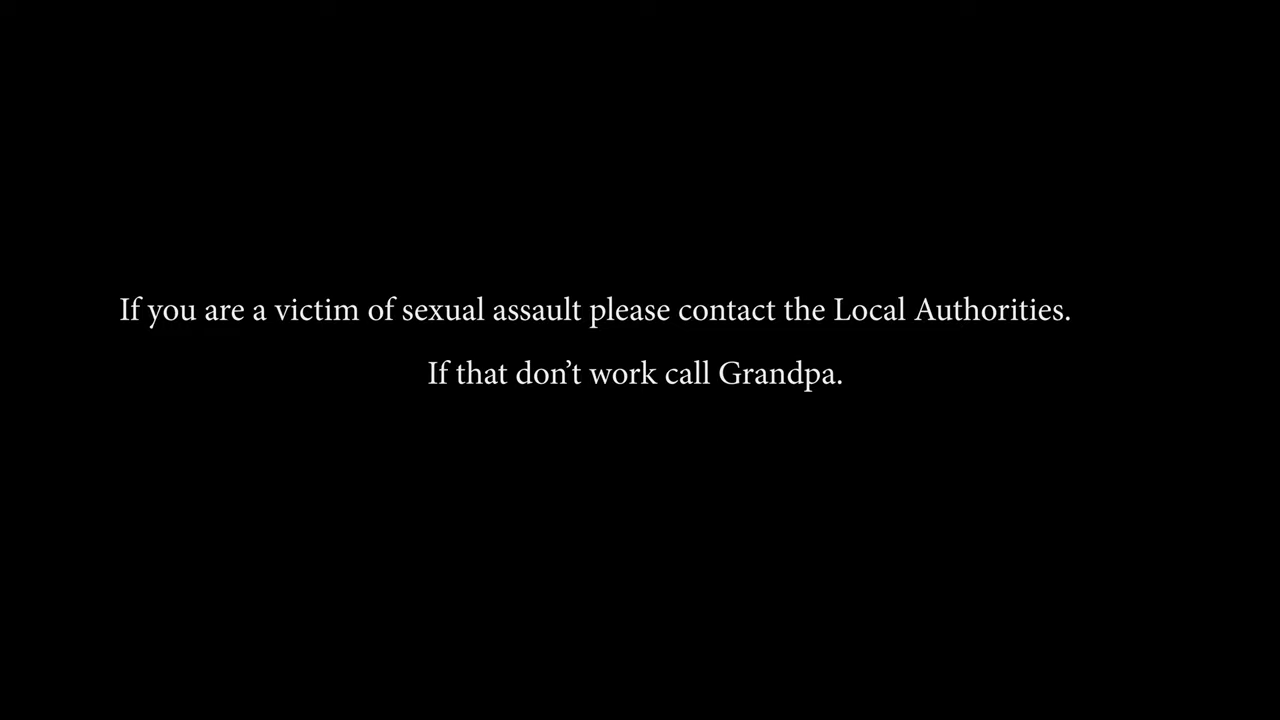 If you are a victim of sexual assault please contact the Local Authorities.
If that don’t work call Grandpa.